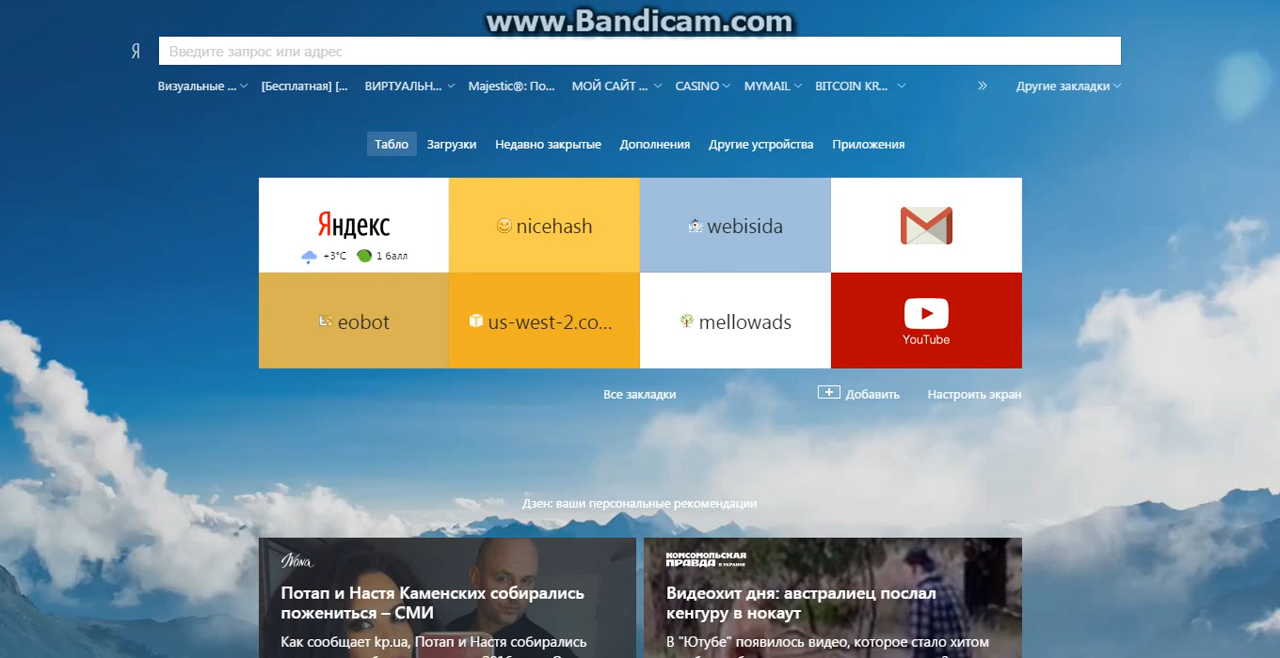 www.Bandicam.com
Я
Введите запрос или адрес
Визуальные ...
[Бесплатная] [...
ВИРТУАЛЬН...
Majestic®: По...
МОЙ САЙТ ...
CASINO
MYMAIL
BITCOIN KR...
»
Другие закладки
Табло
Загрузки
Недавно закрытые
Дополнения
Другие устройства
Приложения
Яндекс
+3°C
1 балл
nicehash
webisida
eobot
us-west-2.co...
mellowads
YouTube
Все закладки
Добавить
Настроить экран
Дзен: ваши персональные рекомендации
Nona
Потап и Настя Каменских собирались
пожениться – СМИ
Как сообщает kp.ua, Потап и Настя собирались
КОМСОМОЛЬСКАЯ
ПРАВДА В УКРАИНЕ
Видеохит дня: австралиец послал
кенгуру в нокаут
В "Ютубе" появилось видео, которое стало хитом